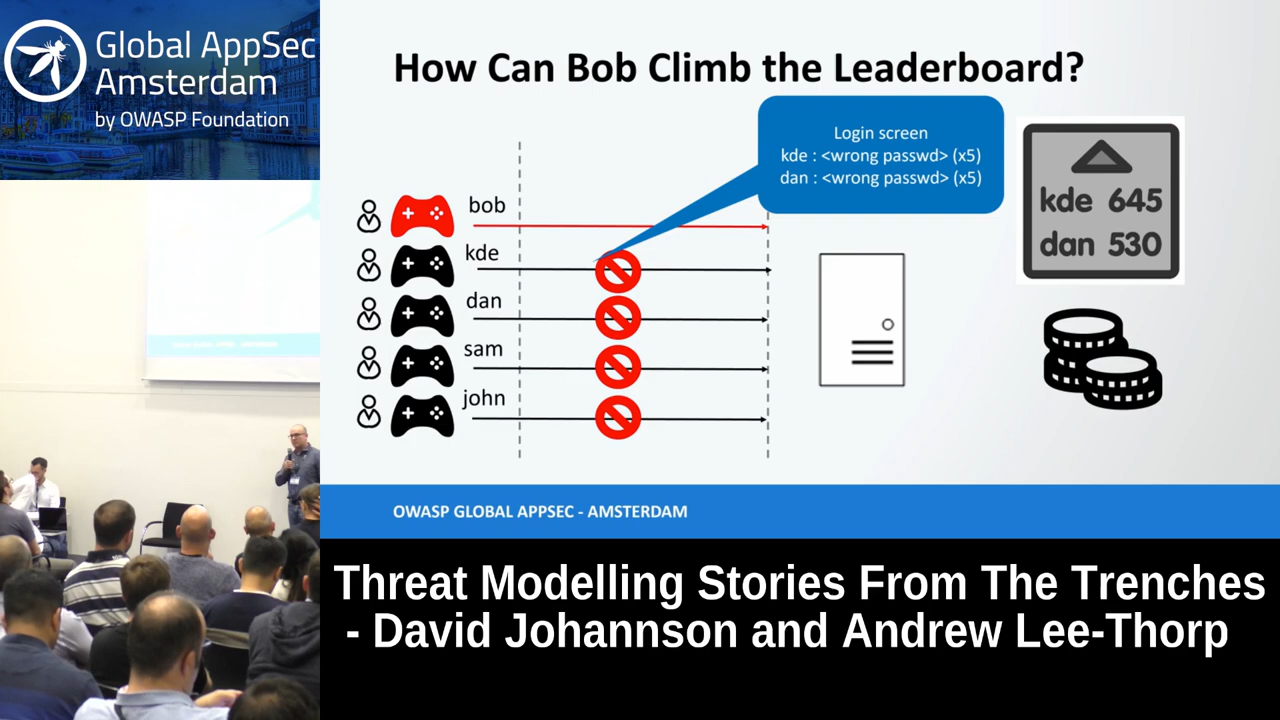 Global AppSec
Amsterdam
by OWASP Foundation
How Can Bob Climb the Leaderboard?
Login screen
kde : <wrong passwd> (x5)
dan : <wrong passwd> (x5)
bob
kde
dan
sam
john
kde 645
dan 530
OWASP GLOBAL APPSEC - AMSTERDAM
Threat Modelling Stories From The Trenches
- David Johannson and Andrew Lee-Thorp